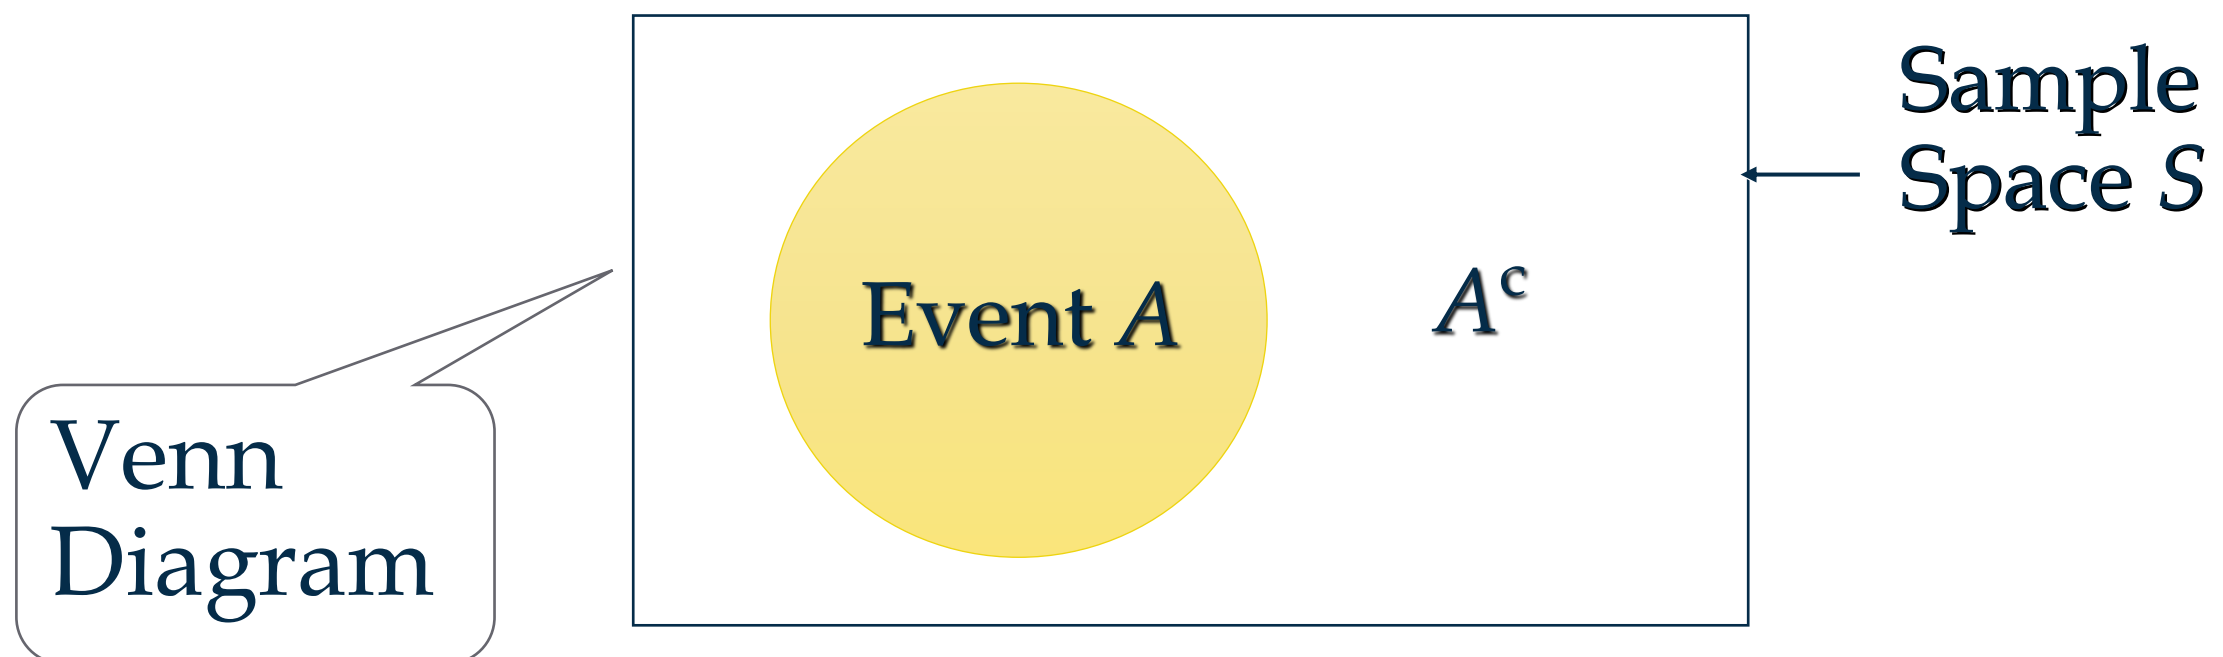 Sample
Space S
Event A
Aᶜ
Venn
Diagram